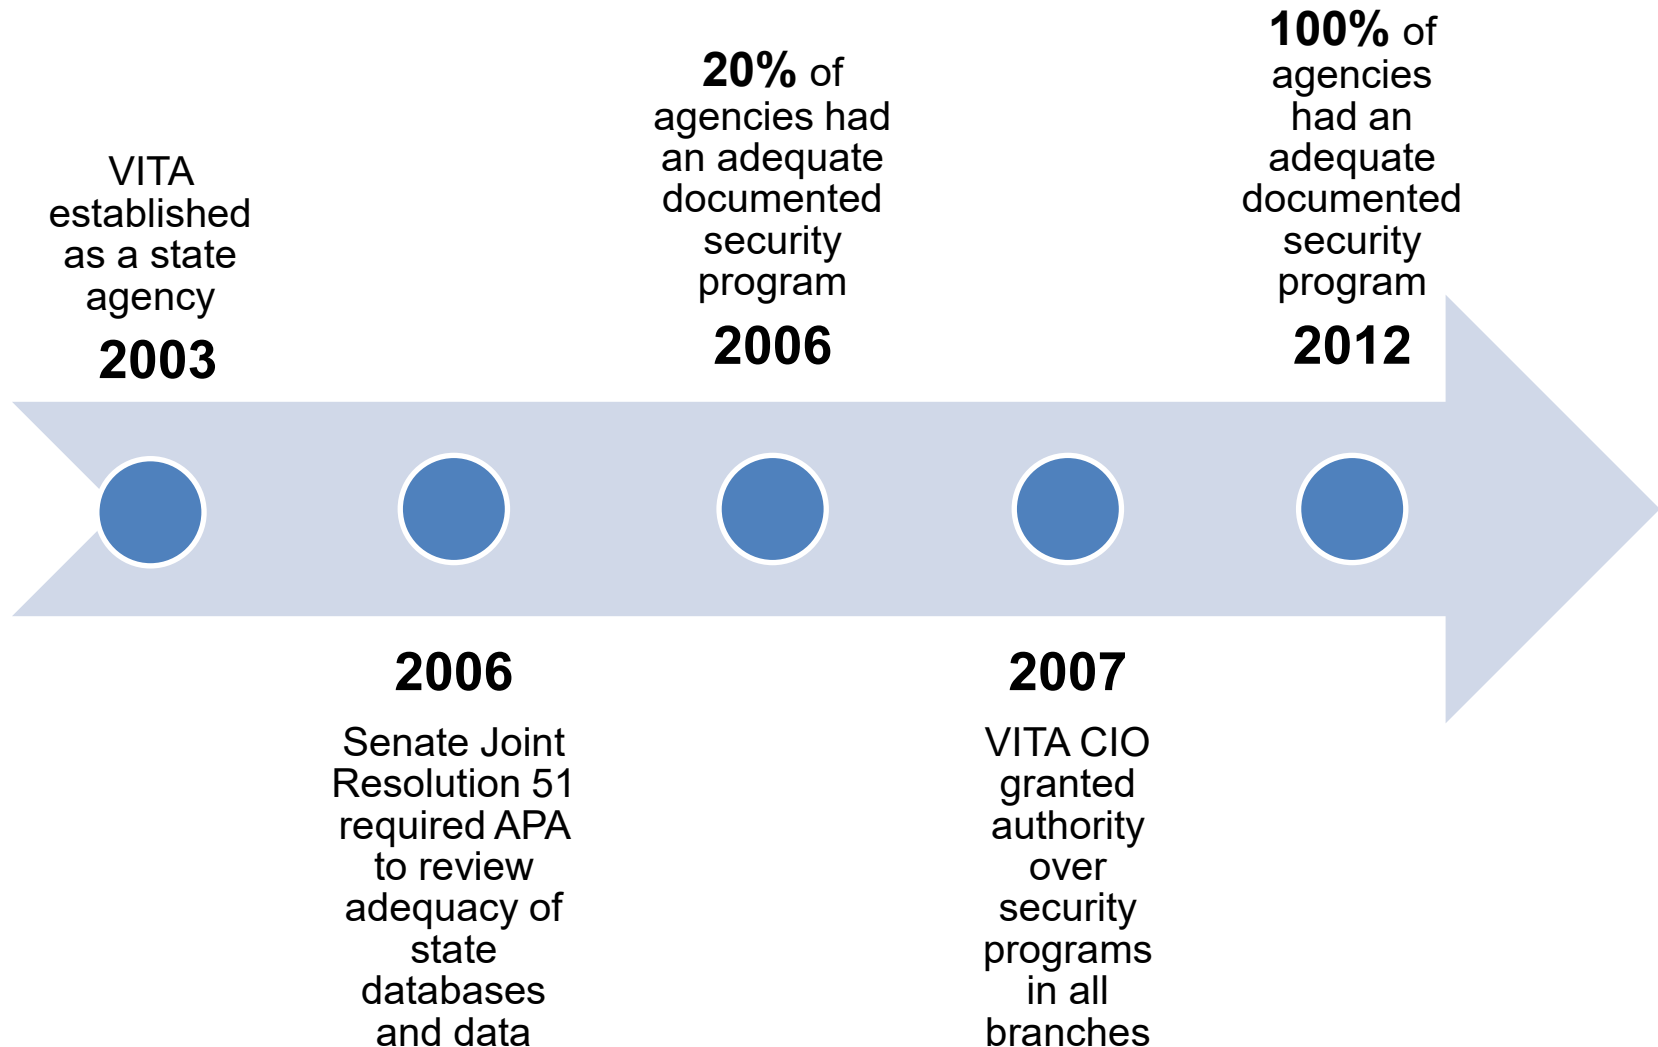 VITA
established
as a state
agency
2003
2006
Senate Joint
Resolution 51
required APA
to review
adequacy of
state
databases
and data
20% of
agencies had
an adequate
documented
security
program
2006
2007
VITA CIO
granted
authority
over
security
programs
in all
branches
100% of
agencies
had an
adequate
documented
security
program
2012